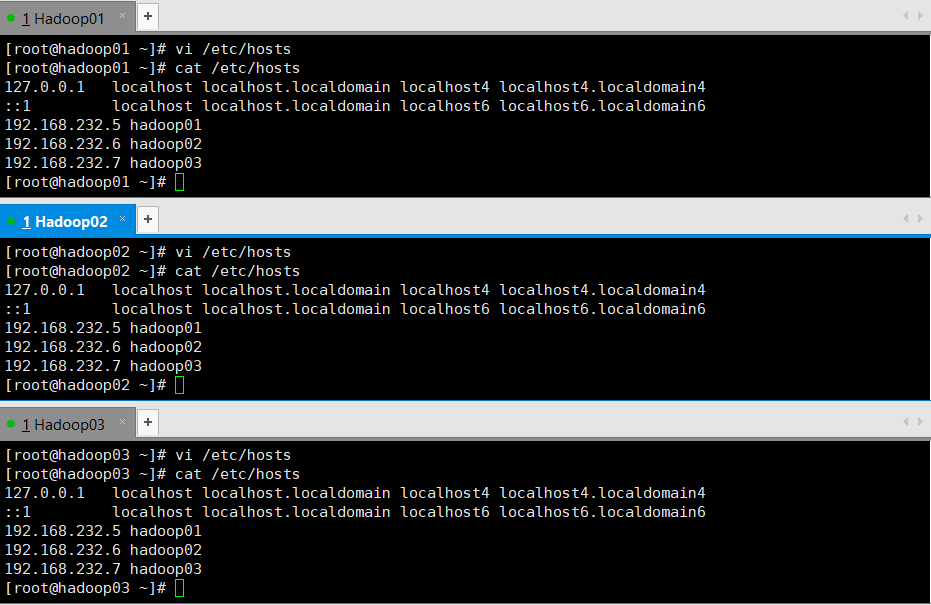 1 Hadoop01 × +
[root@hadoop01 ~]# vi /etc/hosts
[root@hadoop01 ~]# cat /etc/hosts
127.0.0.1   localhost localhost.localdomain localhost4 localhost4.localdomain4
::1         localhost localhost.localdomain localhost6 localhost6.localdomain6
192.168.232.5 hadoop01
192.168.232.6 hadoop02
192.168.232.7 hadoop03
[root@hadoop01 ~]#
1 Hadoop02 × +
[root@hadoop02 ~]# vi /etc/hosts
[root@hadoop02 ~]# cat /etc/hosts
127.0.0.1   localhost localhost.localdomain localhost4 localhost4.localdomain4
::1         localhost localhost.localdomain localhost6 localhost6.localdomain6
192.168.232.5 hadoop01
192.168.232.6 hadoop02
192.168.232.7 hadoop03
[root@hadoop02 ~]#
1 Hadoop03 × +
[root@hadoop03 ~]# vi /etc/hosts
[root@hadoop03 ~]# cat /etc/hosts
127.0.0.1   localhost localhost.localdomain localhost4 localhost4.localdomain4
::1         localhost localhost.localdomain localhost6 localhost6.localdomain6
192.168.232.5 hadoop01
192.168.232.6 hadoop02
192.168.232.7 hadoop03
[root@hadoop03 ~]#